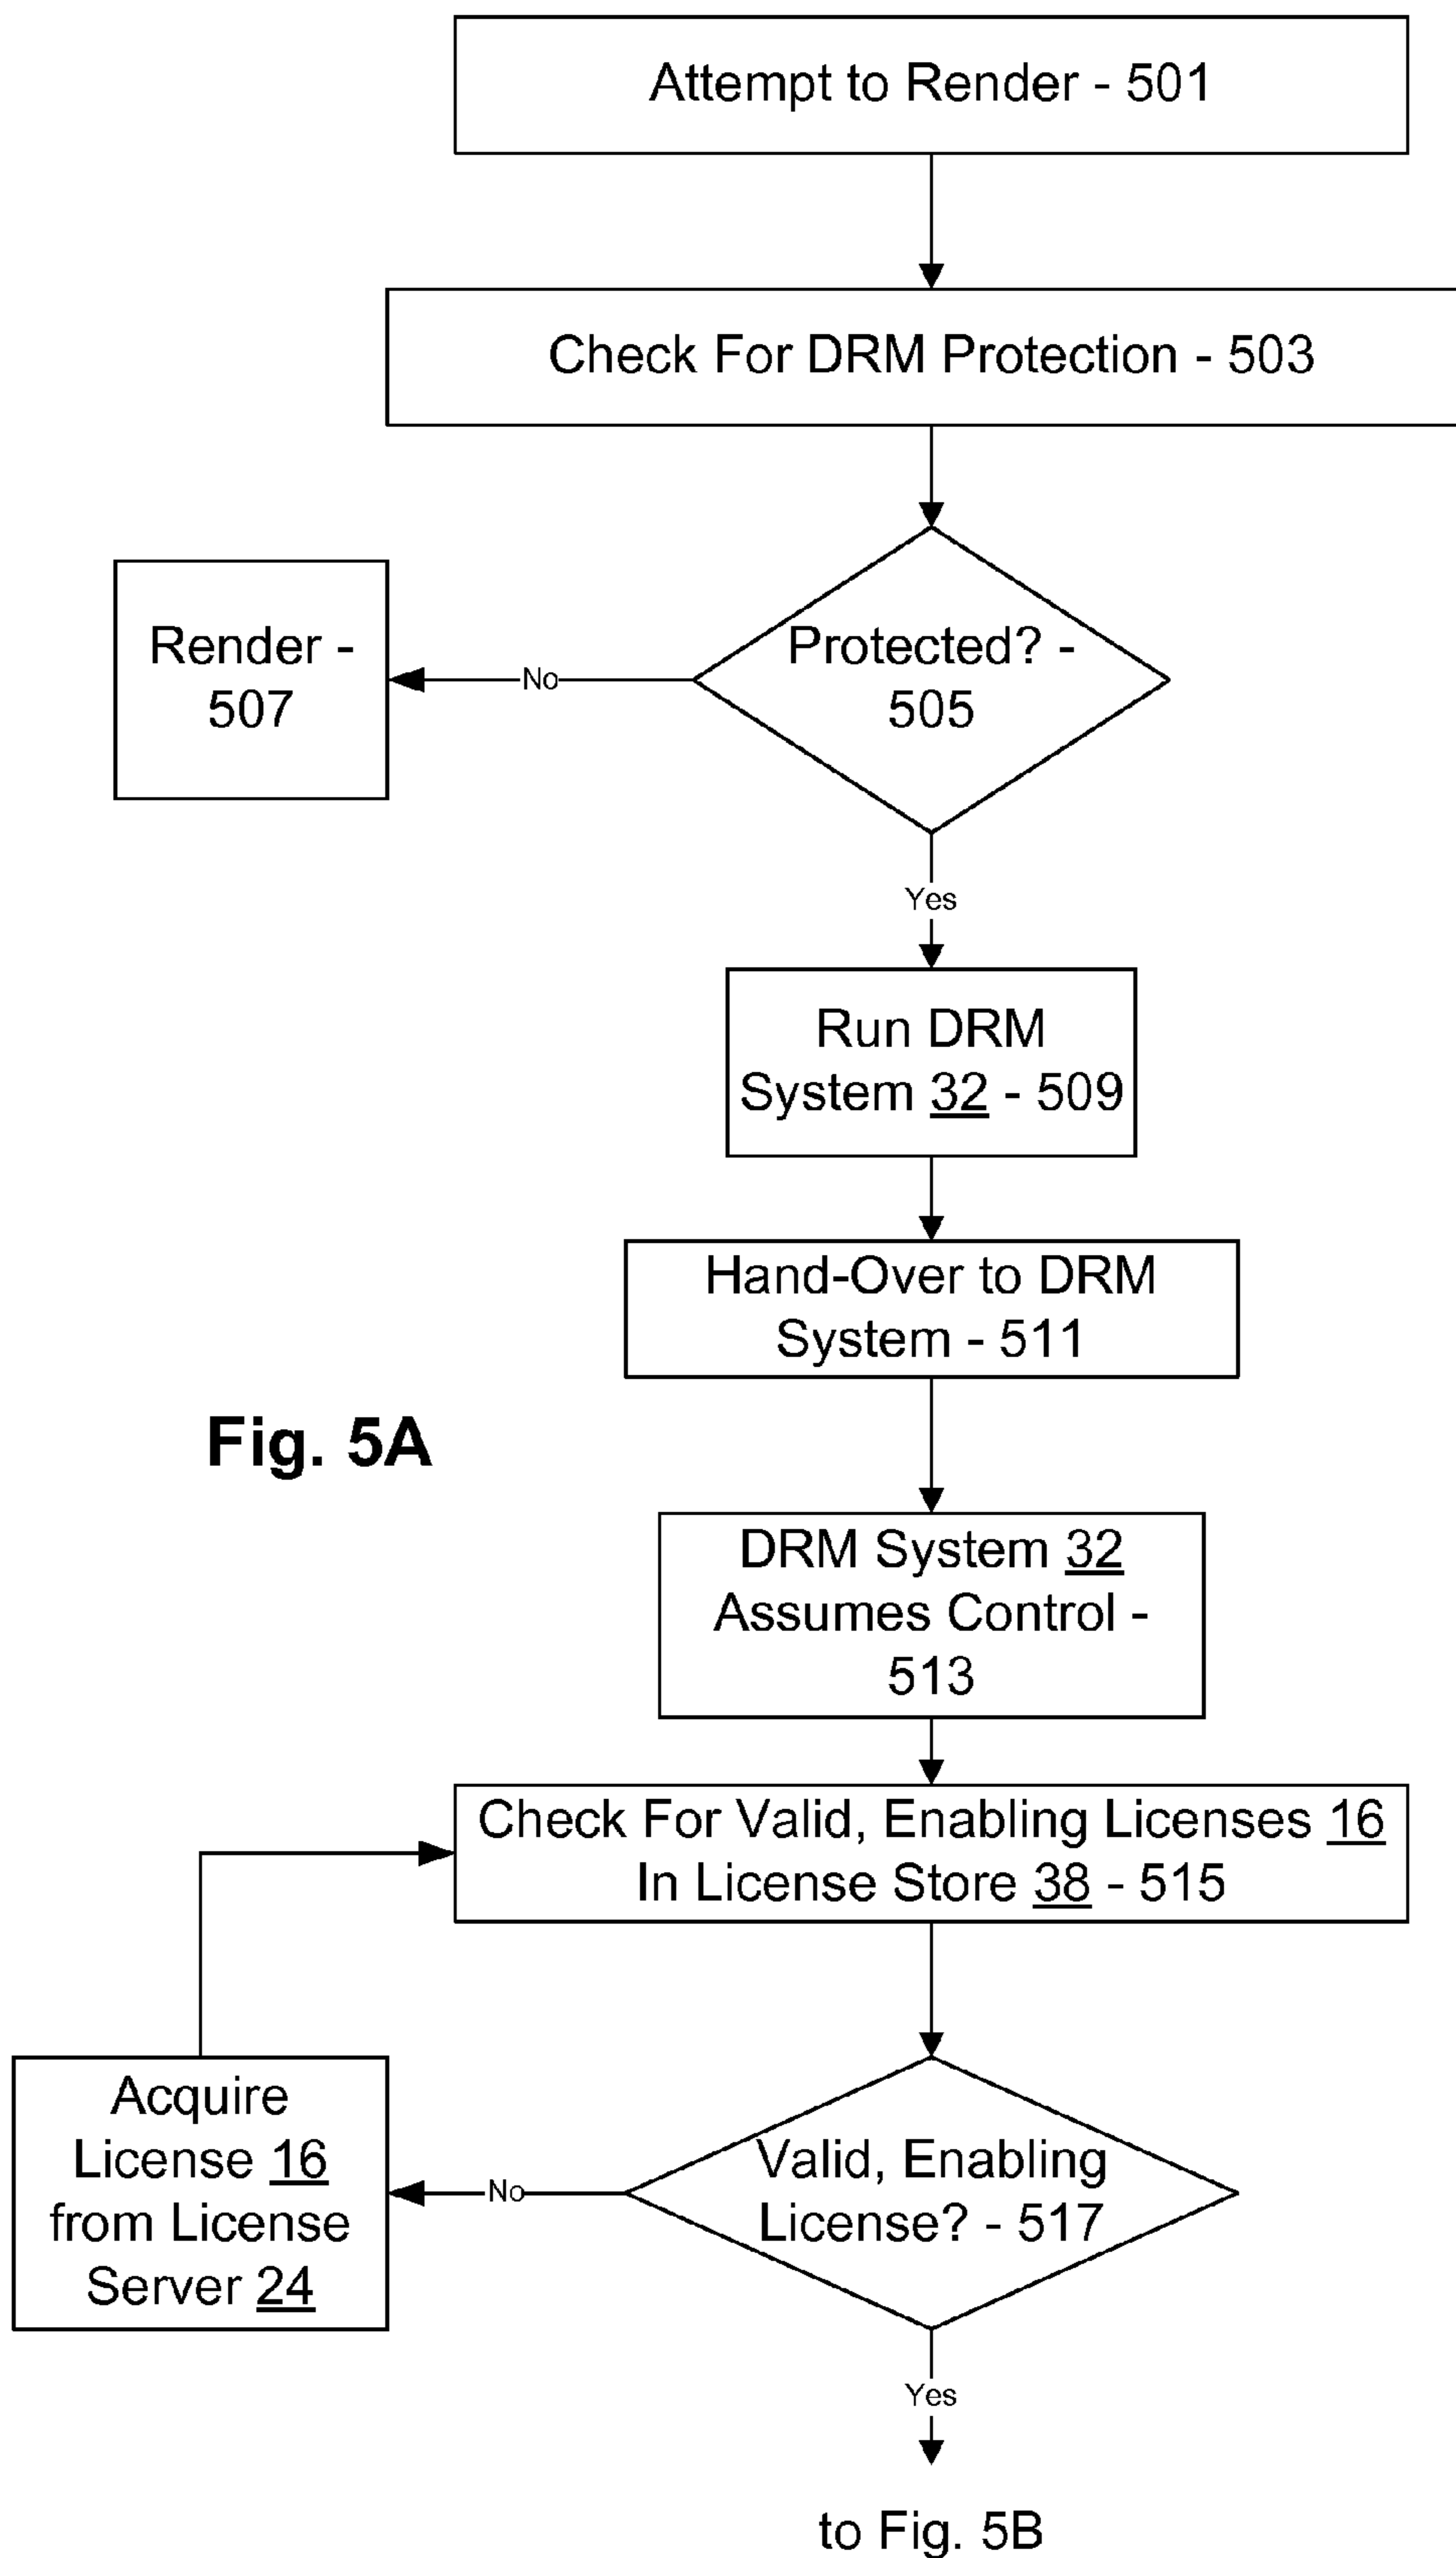 Attempt to Render - 501
Check For DRM Protection - 503
Protected? -
505
No
Render -
507
Yes
Run DRM
System 32 - 509
Hand-Over to DRM
System - 511
Fig. 5A
DRM System 32
Assumes Control -
513
Check For Valid, Enabling Licenses 16
In License Store 38 - 515
Valid, Enabling
License? - 517
No
Acquire
License 16
from License
Server 24
Yes
to Fig. 5B